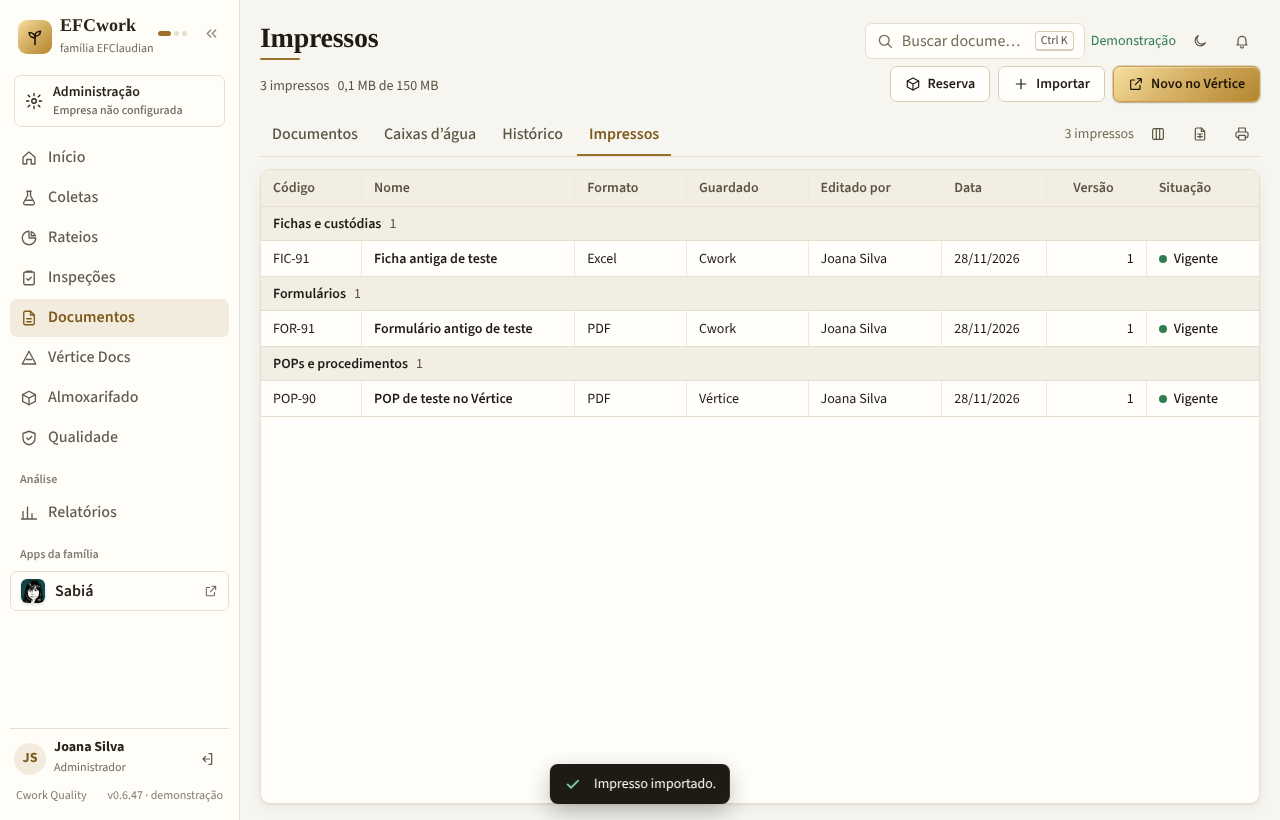 EFCwork
família EFClaudian
Administração
Empresa não configurada
Início
Coletas
Rateios
Inspeções
Documentos
Vértice Docs
Almoxarifado
Qualidade
Análise
Relatórios
Apps da família
Sabiá
JS
Joana Silva
Administrador
Cwork Quality v0.6.47 · demonstração
Impressos
Buscar docume… Ctrl K Demonstração
3 impressos 0,1 MB de 150 MB
Reserva Importar Novo no Vértice
Documentos Caixas d’água Histórico Impressos 3 impressos
Código Nome Formato Guardado Editado por Data Versão Situação
Fichas e custódias 1
FIC-91 Ficha antiga de teste Excel Cwork Joana Silva 28/11/2026 1 Vigente
Formulários 1
FOR-91 Formulário antigo de teste PDF Cwork Joana Silva 28/11/2026 1 Vigente
POPs e procedimentos 1
POP-90 POP de teste no Vértice PDF Vértice Joana Silva 28/11/2026 1 Vigente
Impresso importado.